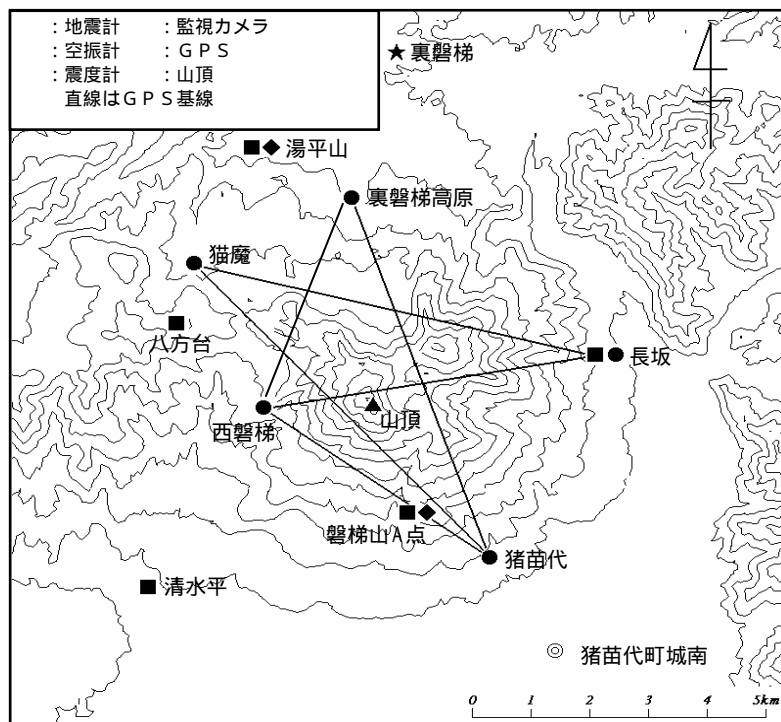 ：地震計　：監視カメラ
：空振計　：ＧＰＳ
：震度計　：山頂
直線はＧＰＳ基線
裏磐梯
湯平山
裏磐梯高原
猫魔
八方台
長坂
山頂
西磐梯
磐梯山A点
猪苗代
清水平
猪苗代町城南
0 1 2 3 4 5km